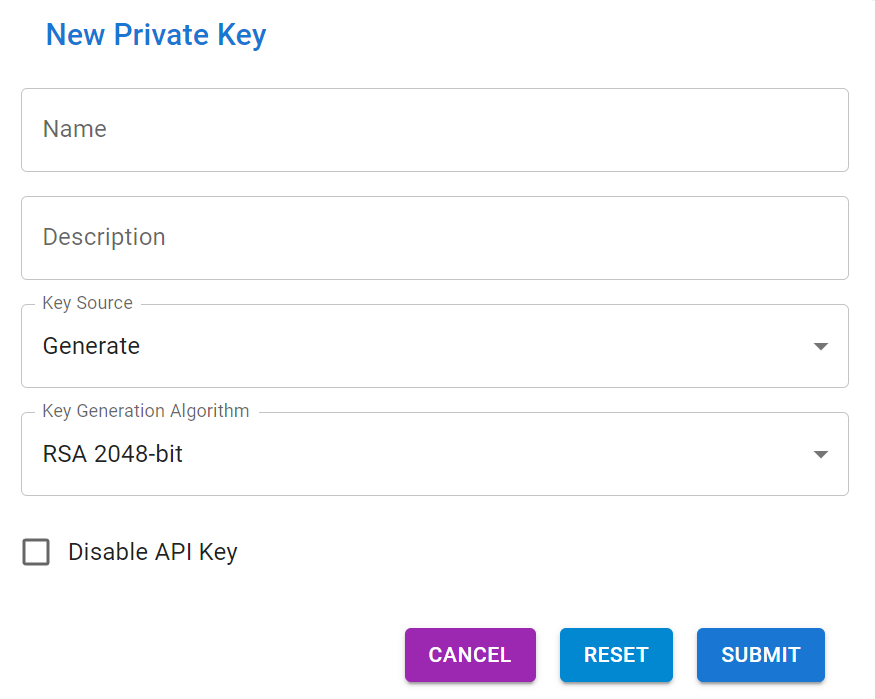 New Private Key
Name
Description
Key Source
Generate
Key Generation Algorithm
RSA 2048-bit
Disable API Key
CANCEL RESET SUBMIT